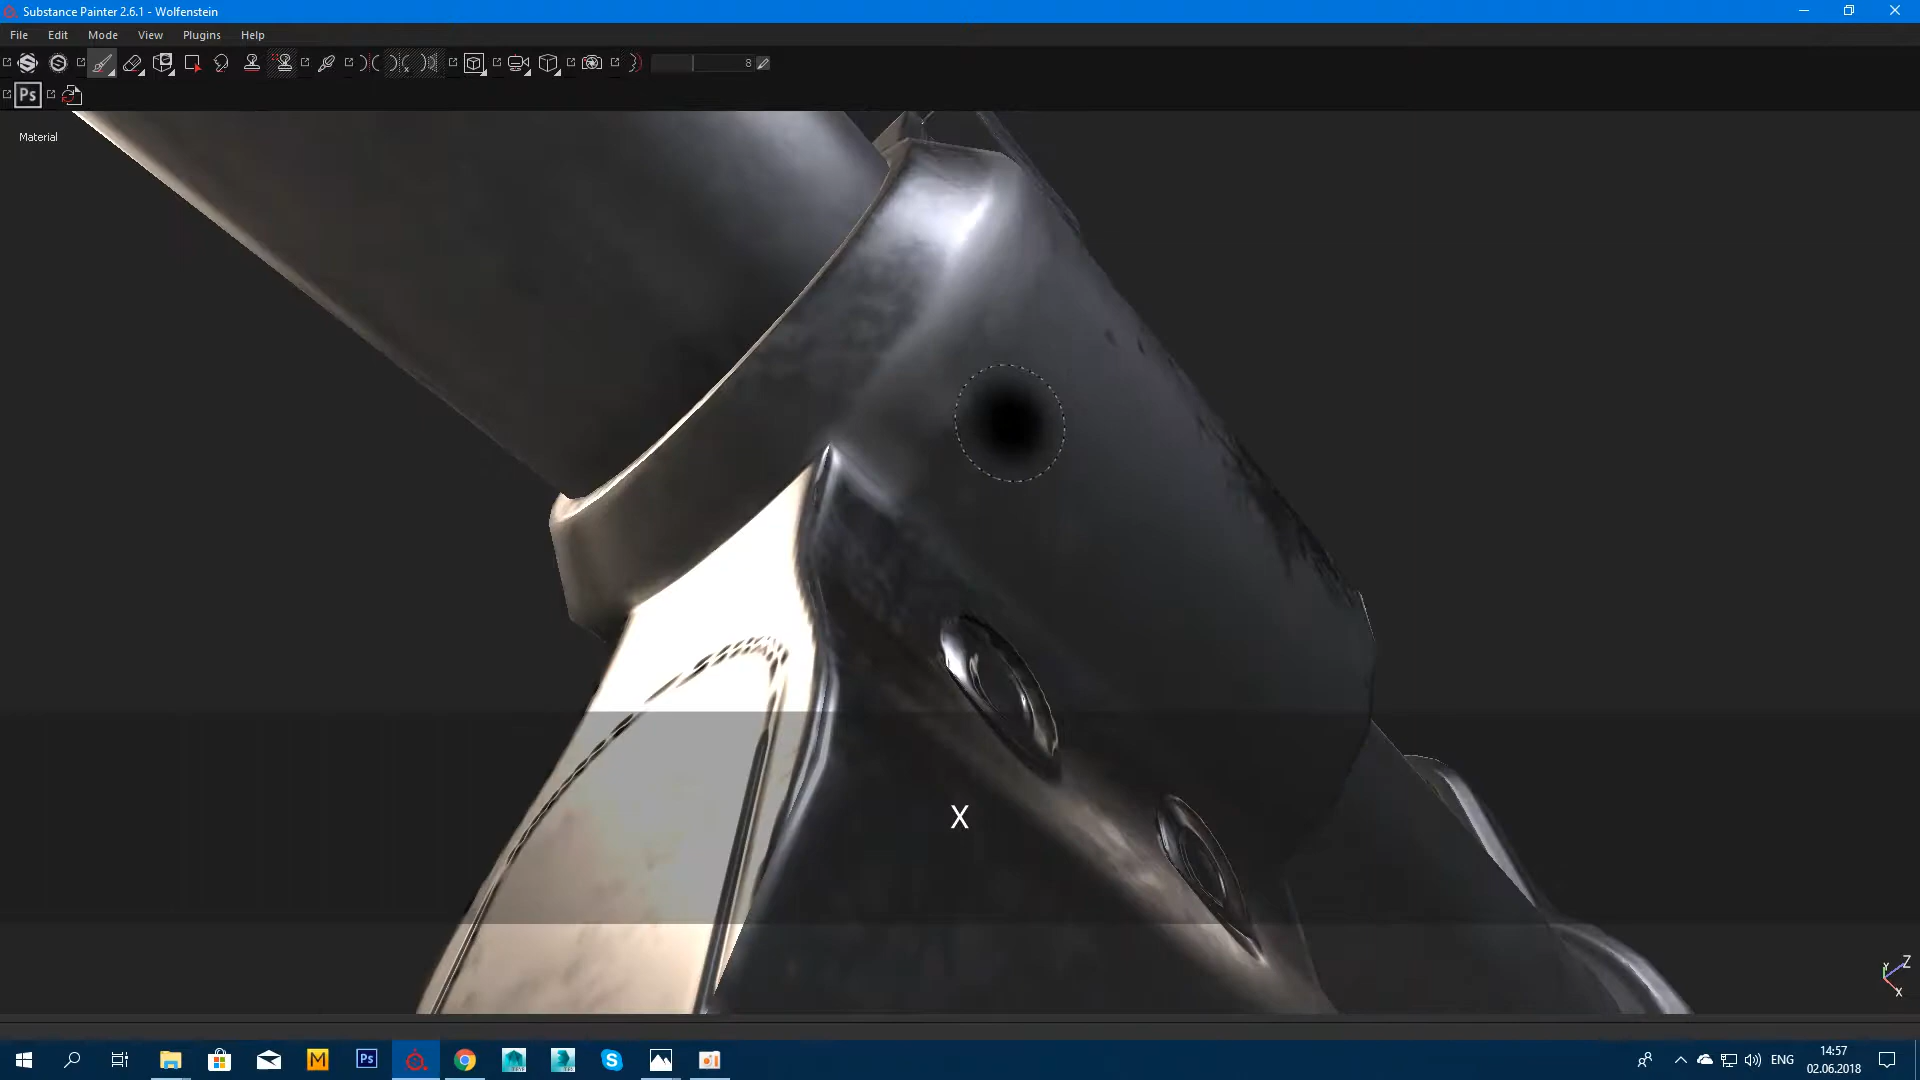 Substance Painter 2.6.1 - Wolfenstein
File Edit Mode View Plugins Help
8
Ps
Material
X
Y Z
X
M Ps S ENG 14:57
02.06.2018